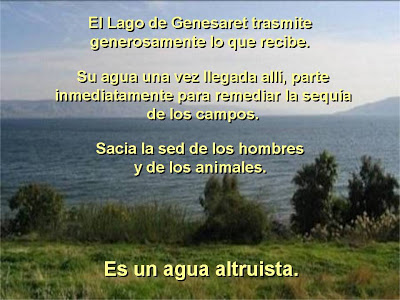 El Lago de Genesaret trasmite
generosamente lo que recibe.
Su agua una vez llegada allí, parte
inmediatamente para remediar la sequía
de los campos.
Sacia la sed de los hombres
y de los animales.
Es un agua altruista.